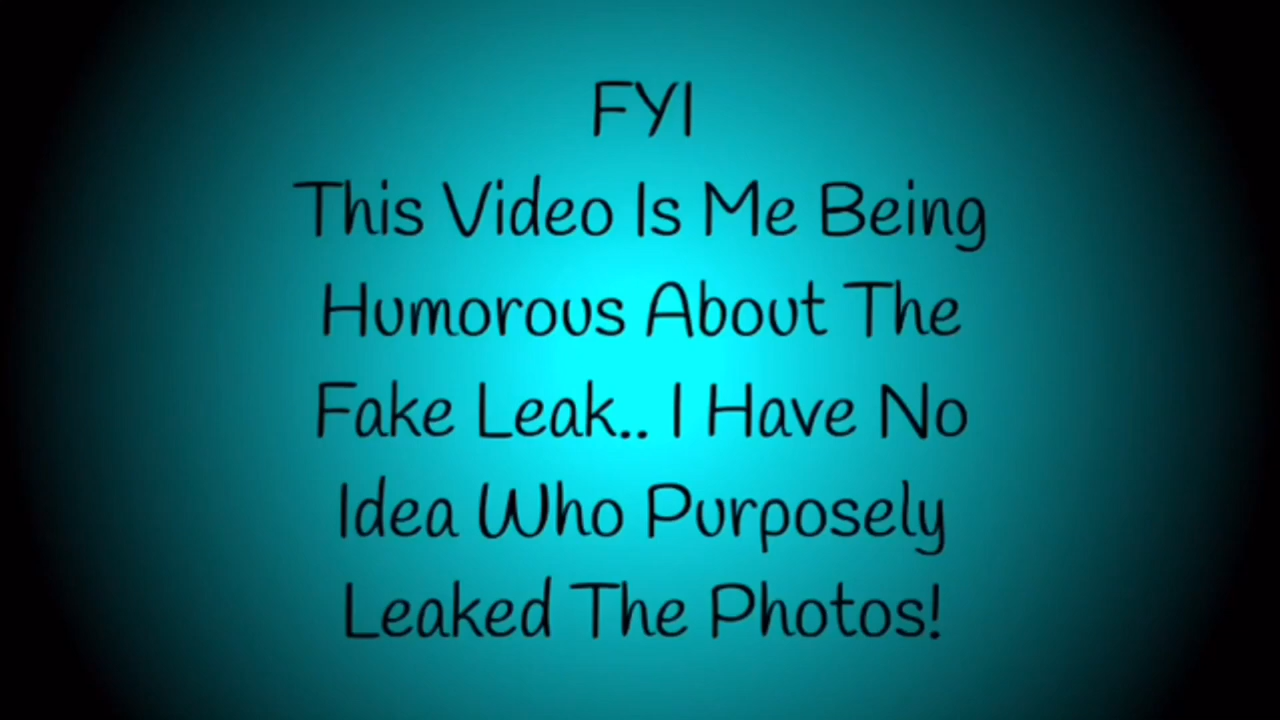 FYI
This Video Is Me Being
Humorous About The
Fake Leak.. I Have No
Idea Who Purposely
Leaked The Photos!